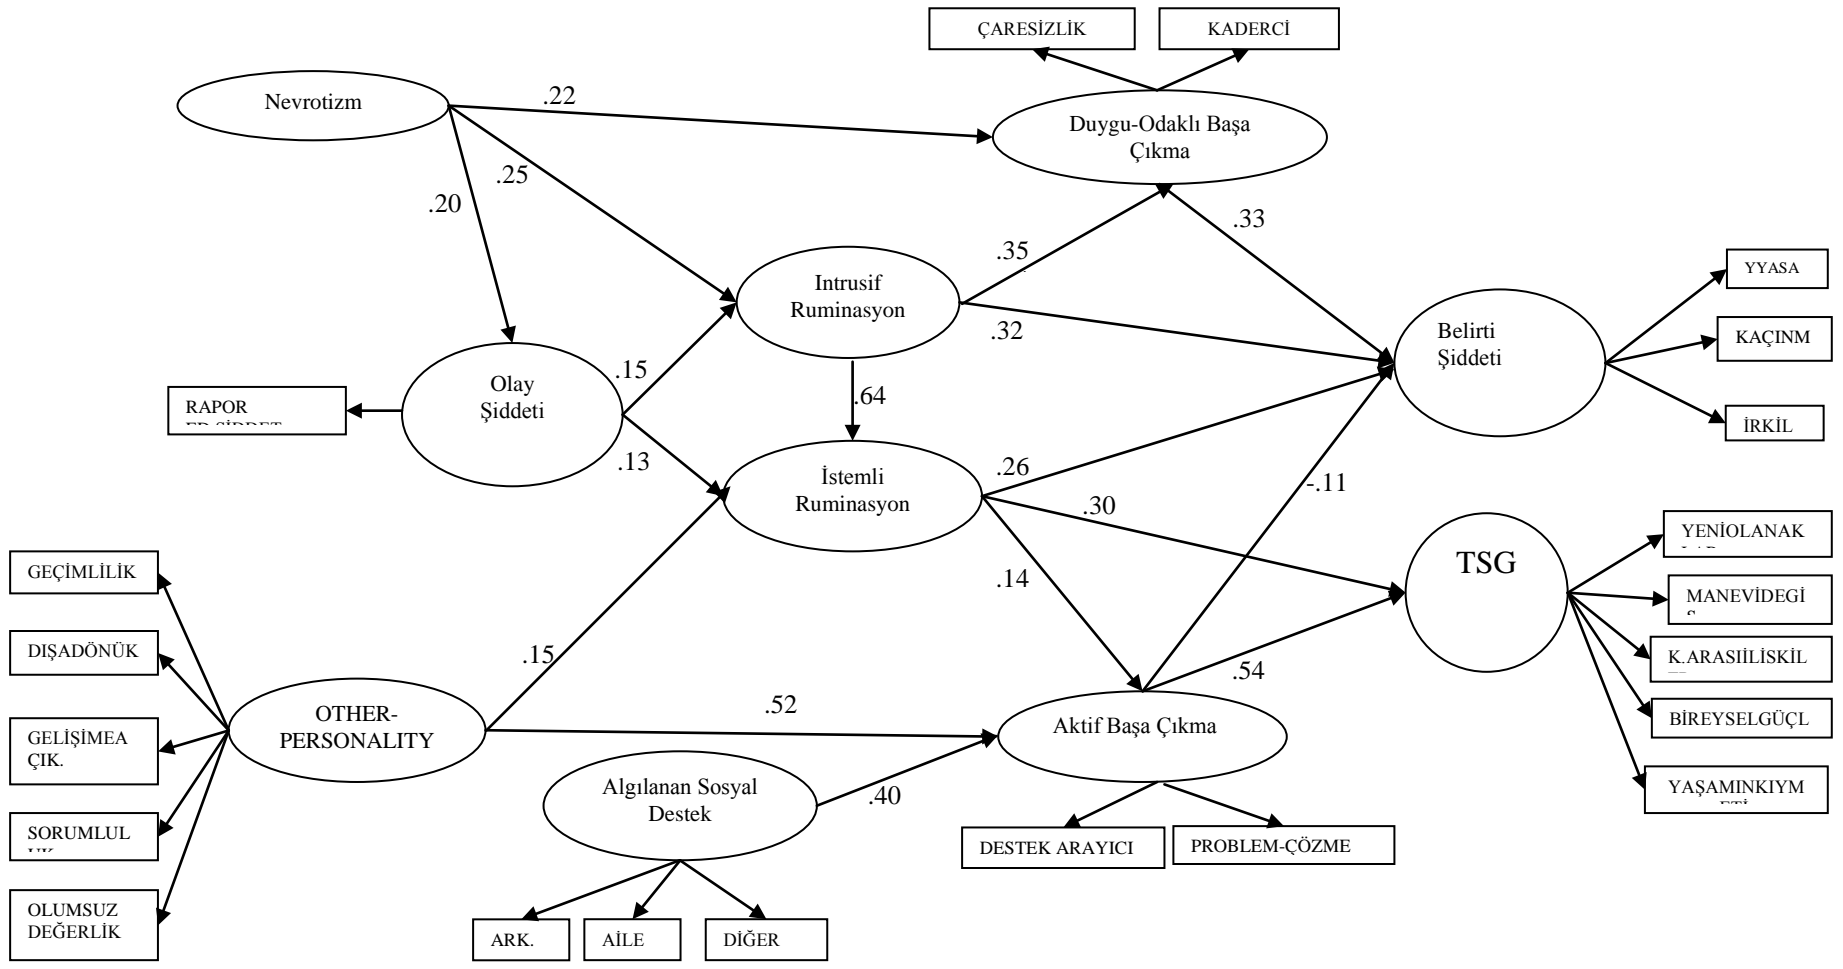 ÇARESİZLİK
KADERCİ
Nevrotizm
.22
Duygu-Odaklı Başa
Çıkma
.25
.20
.33
.35
Intrusif
Ruminasyon
.32
YYASA
Belirti
Şiddeti
KAÇINM
.15
Olay
Şiddeti
.64
RAPOR
İRKİL
.13
İstemli
Ruminasyon
.26
-.11
.30
YENİOLANAK
TSG
GEÇİMLİLİK
.14
MANEVİDEGİ
DIŞADÖNÜK
.15
.54
K.ARASIİLİSKİL
OTHER-
PERSONALITY
.52
Aktif Başa Çıkma
BİREYSELGÜÇL
GELİŞİMEA
ÇIK.
Algılanan Sosyal
Destek
.40
YAŞAMINKIYM
SORUMLUL
DESTEK ARAYICI
PROBLEM-ÇÖZME
OLUMSUZ
DEĞERLİK
ARK.
AİLE
DİĞER